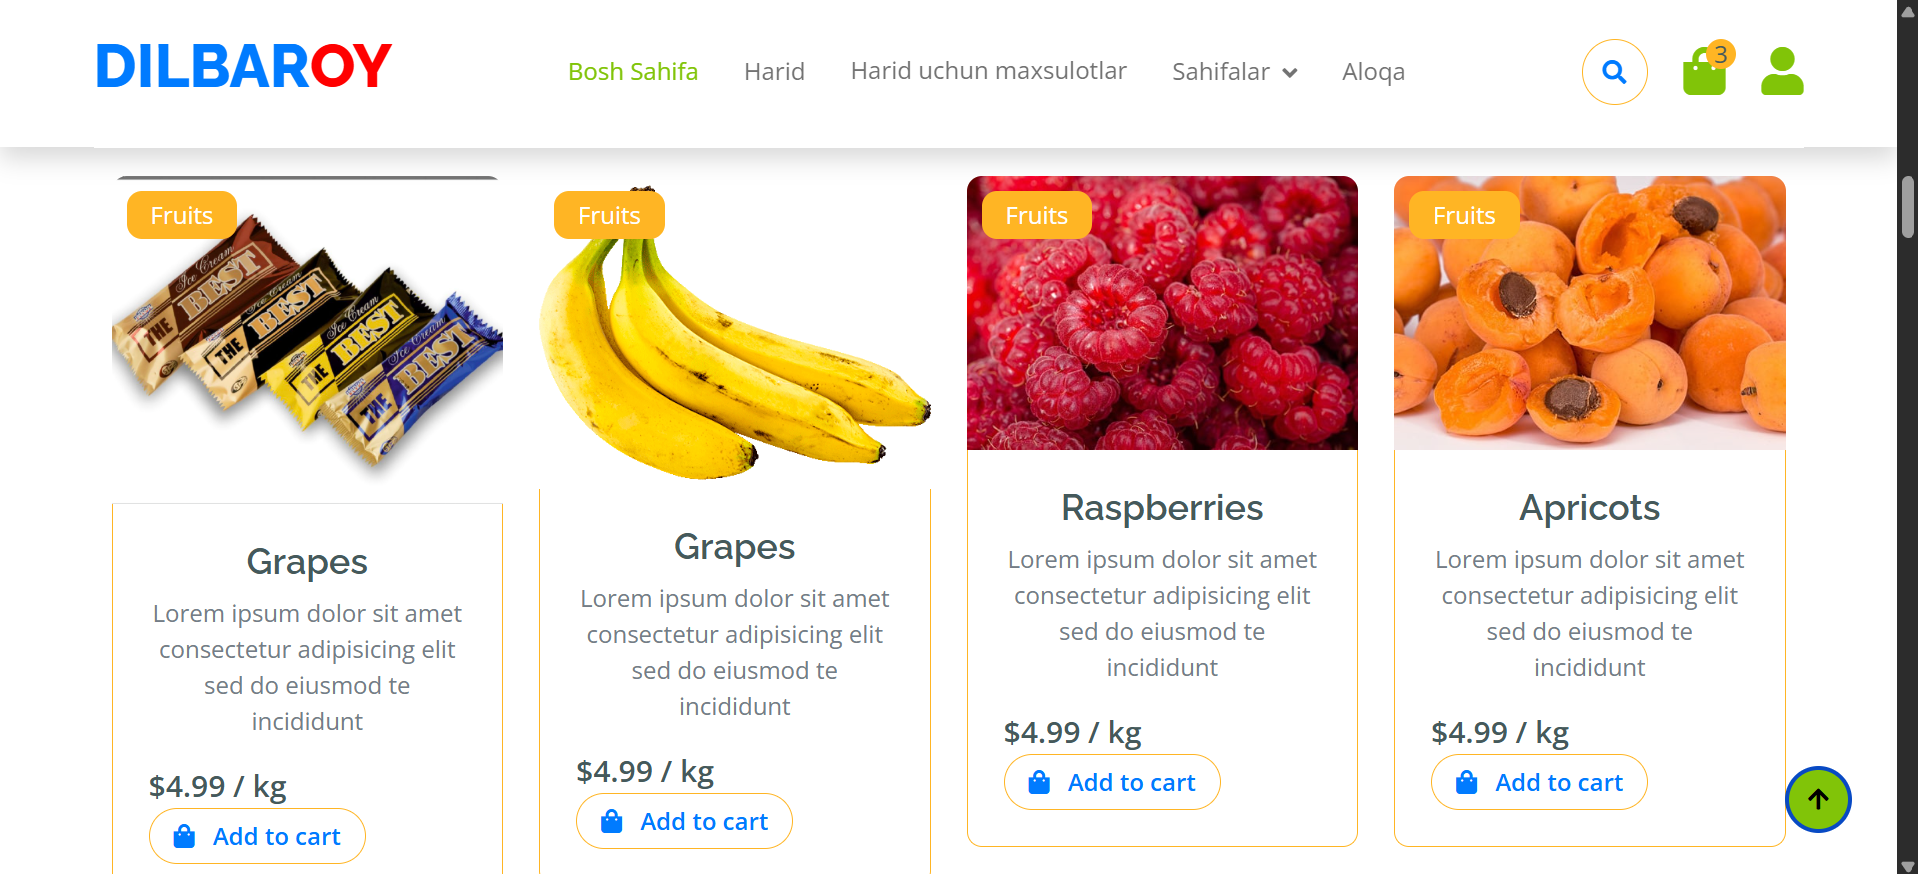 DILBAROY
Bosh Sahifa
Harid
Harid uchun maxsulotlar
Sahifalar
Aloqa
3
Fruits
Ice Cream
THE BEST
Ice Cream
THE BEST
Ice Cream
THE BEST
Ice Cream
THE BEST
Grapes
Lorem ipsum dolor sit amet
consectetur adipisicing elit
sed do eiusmod te
incididunt
$4.99 / kg
Add to cart
Fruits
Grapes
Lorem ipsum dolor sit amet
consectetur adipisicing elit
sed do eiusmod te
incididunt
$4.99 / kg
Add to cart
Fruits
Raspberries
Lorem ipsum dolor sit amet
consectetur adipisicing elit
sed do eiusmod te
incididunt
$4.99 / kg
Add to cart
Fruits
Apricots
Lorem ipsum dolor sit amet
consectetur adipisicing elit
sed do eiusmod te
incididunt
$4.99 / kg
Add to cart